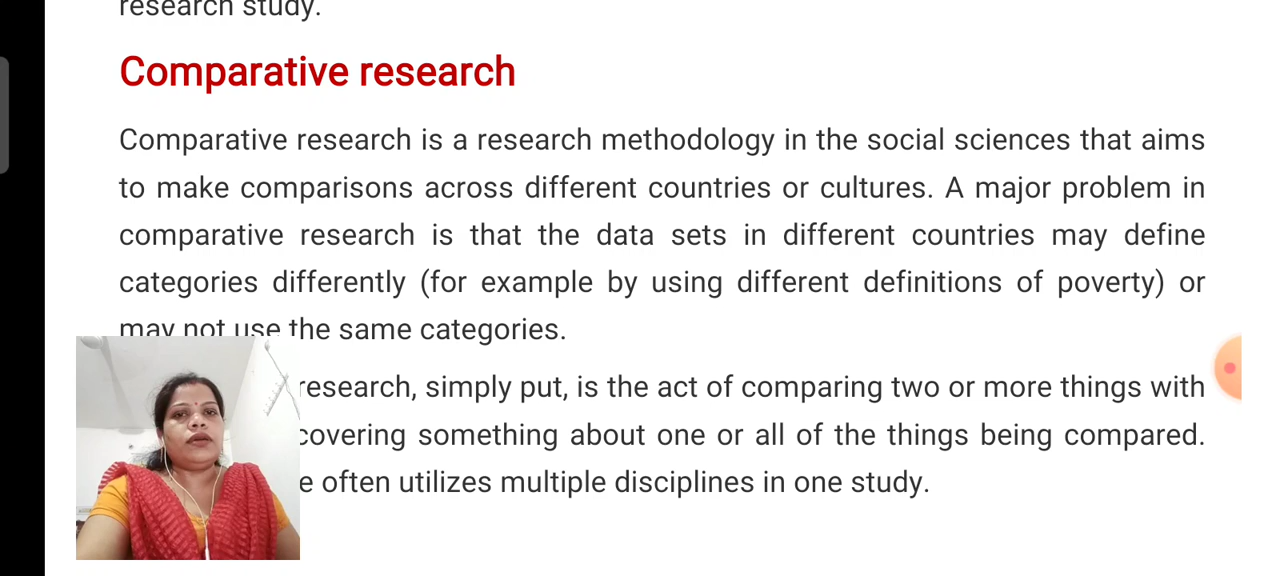 research study.
Comparative research
Comparative research is a research methodology in the social sciences that aims
to make comparisons across different countries or cultures. A major problem in
comparative research is that the data sets in different countries may define
categories differently (for example by using different definitions of poverty) or
may not use the same categories.
research, simply put, is the act of comparing two or more things with
covering something about one or all of the things being compared.
e often utilizes multiple disciplines in one study.